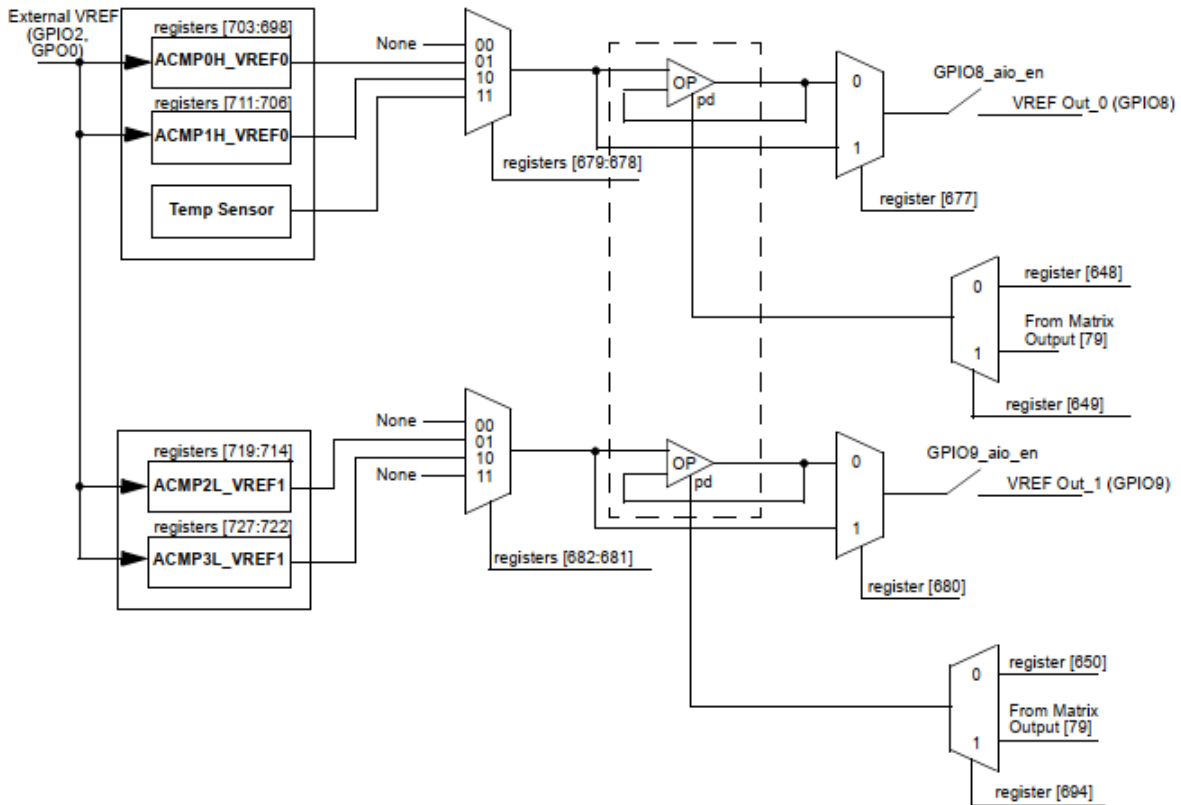 External VREF
(GPIO2,
GPO0)
registers [703:698]
ACMP0H_VREF0
registers [711:706]
ACMP1H_VREF0
Temp Sensor
None
00
01
10
11
registers [679:678]
OP
pd
0
1
register [677]
GPIO8_aio_en
VREF Out_0 (GPIO8)
0
1
register [648]
From Matrix
Output [79]
register [649]
registers [719:714]
ACMP2L_VREF1
registers [727:722]
ACMP3L_VREF1
None
None
00
01
10
11
registers [682:681]
OP
pd
0
1
register [680]
GPIO9_aio_en
VREF Out_1 (GPIO9)
0
1
register [650]
From Matrix
Output [79]
register [694]